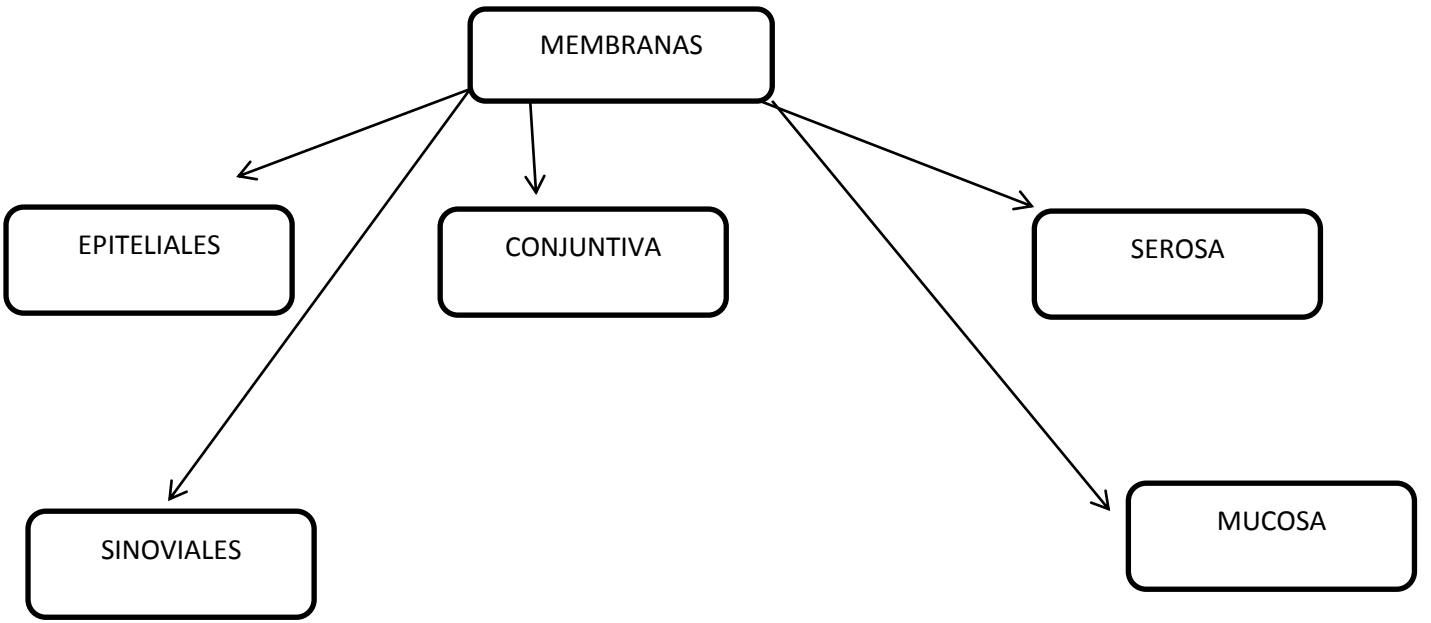 MEMBRANAS
EPITELIALES
CONJUNTIVA
SEROSA
SINOVIALES
MUCOSA